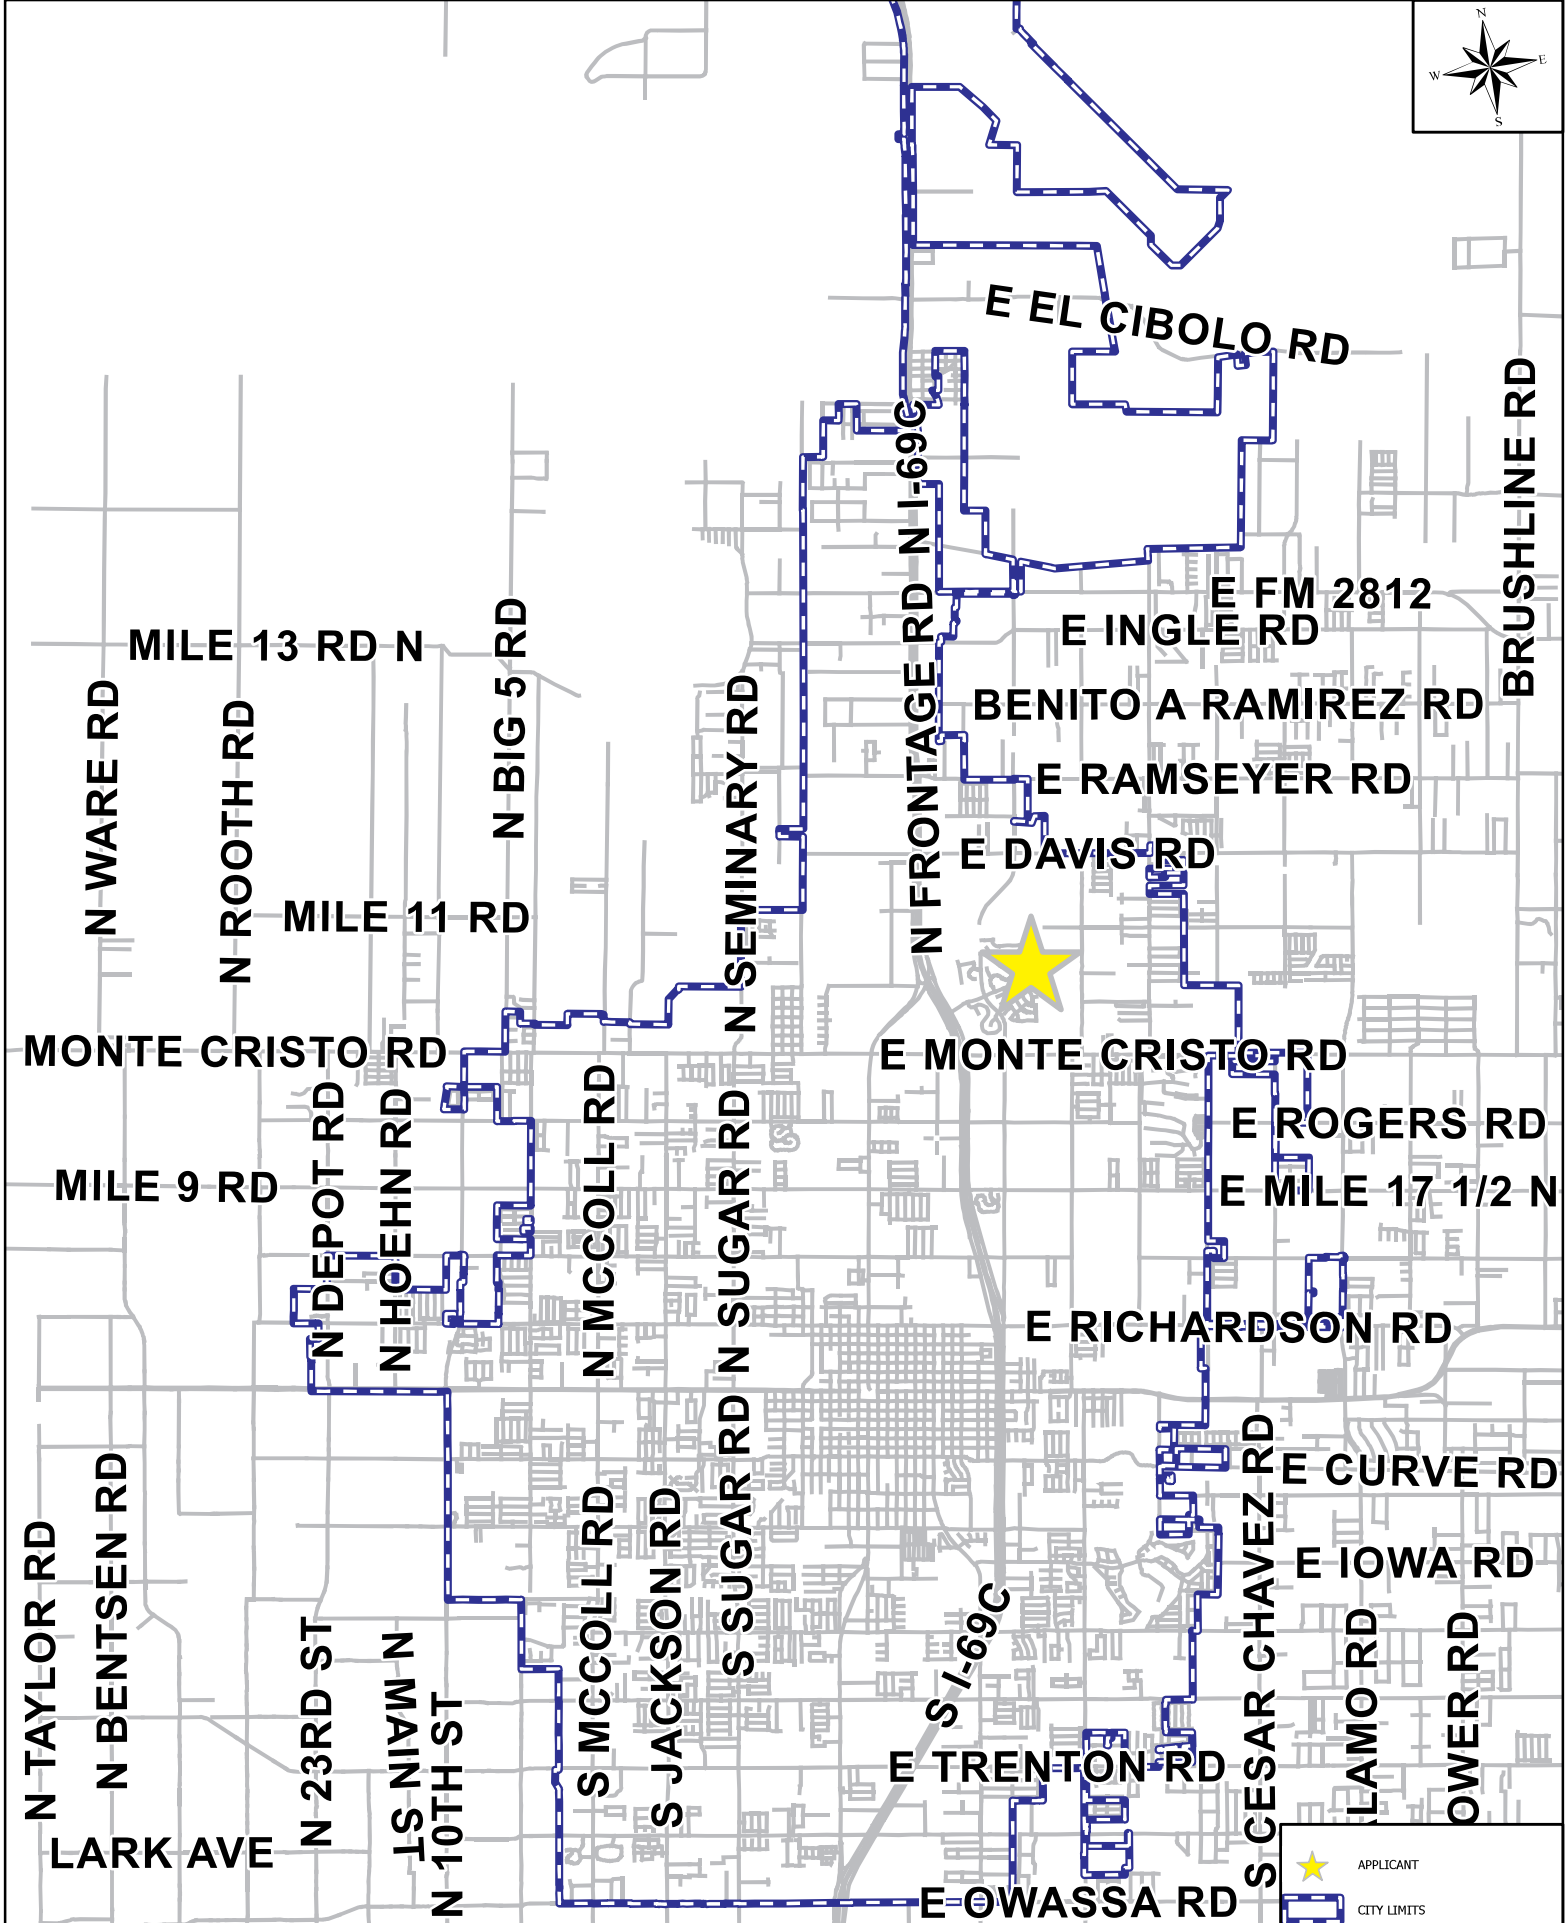 N
W
E
S
E EL CIBOLO RD
BRUSHLINE RD
N I-69C
E FM 2812
E INGLE RD
MILE 13 RD N
N BIG 5 RD
N WARE RD
N ROOTH RD
N SEMINARY RD
N FRONTAGE RD
BENITO A RAMIREZ RD
E RAMSEYER RD
E DAVIS RD
MILE 11 RD
MONTE CRISTO RD
E MONTE CRISTO RD
N DEPOT RD
N HOEHN RD
N MCCOLL RD
N SUGAR RD
E ROGERS RD
MILE 9 RD
E MILE 17 1/2 N
E RICHARDSON RD
S SUGAR RD
S CESAR CHAVEZ RD
E CURVE RD
N TAYLOR RD
N BENTSEN RD
S MCCOLL RD
S JACKSON RD
E IOWA RD
S I-69C
N 23RD ST
N MAIN ST
N 10TH ST
ALAMO RD
OWER RD
E TRENTON RD
LARK AVE
E OWASSA RD
APPLICANT
CITY LIMITS